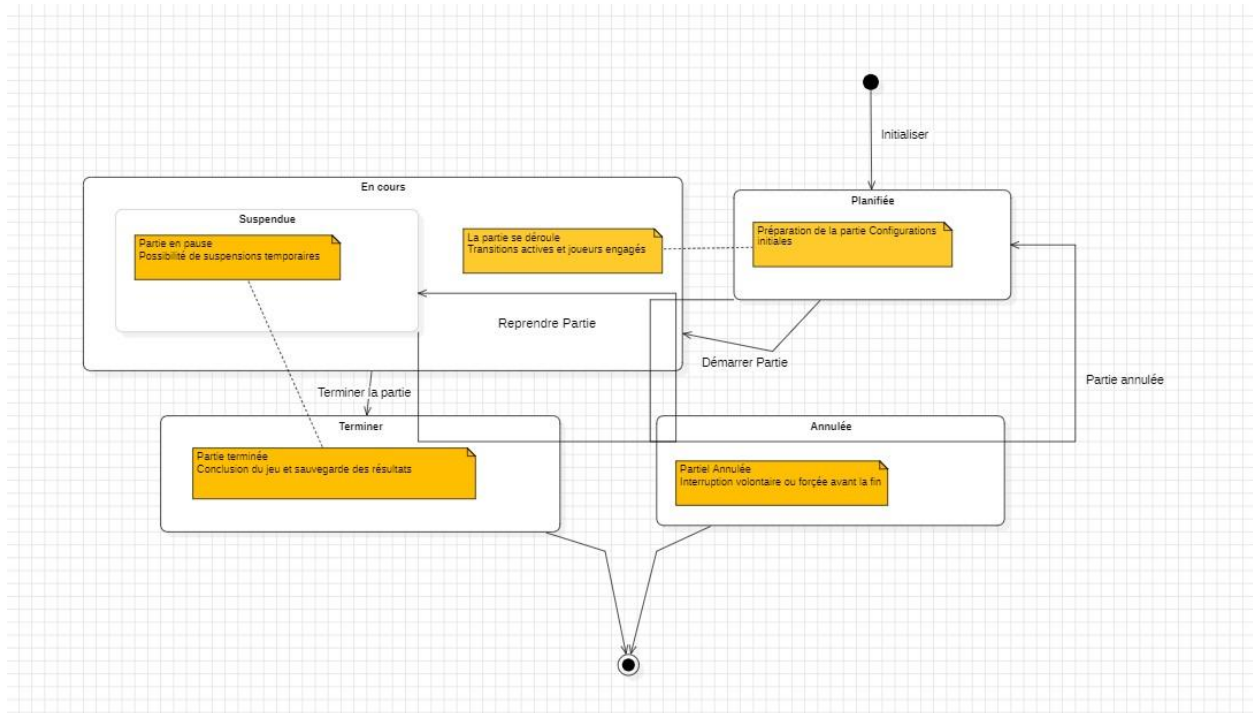 Initialiser
En cours
Suspendue
Partie en pause
Possibilité de suspensions temporaires
La partie se déroule
Transitions actives et joueurs engagés
Planifiée
Préparation de la partie Configurations
initiales
Reprendre Partie
Démarrer Partie
Partie annulée
Terminer la partie
Terminer
Partie terminée
Conclusion du jeu et sauvegarde des résultats
Annulée
Partiel Annulée
Interruption volontaire ou forçée avant la fin